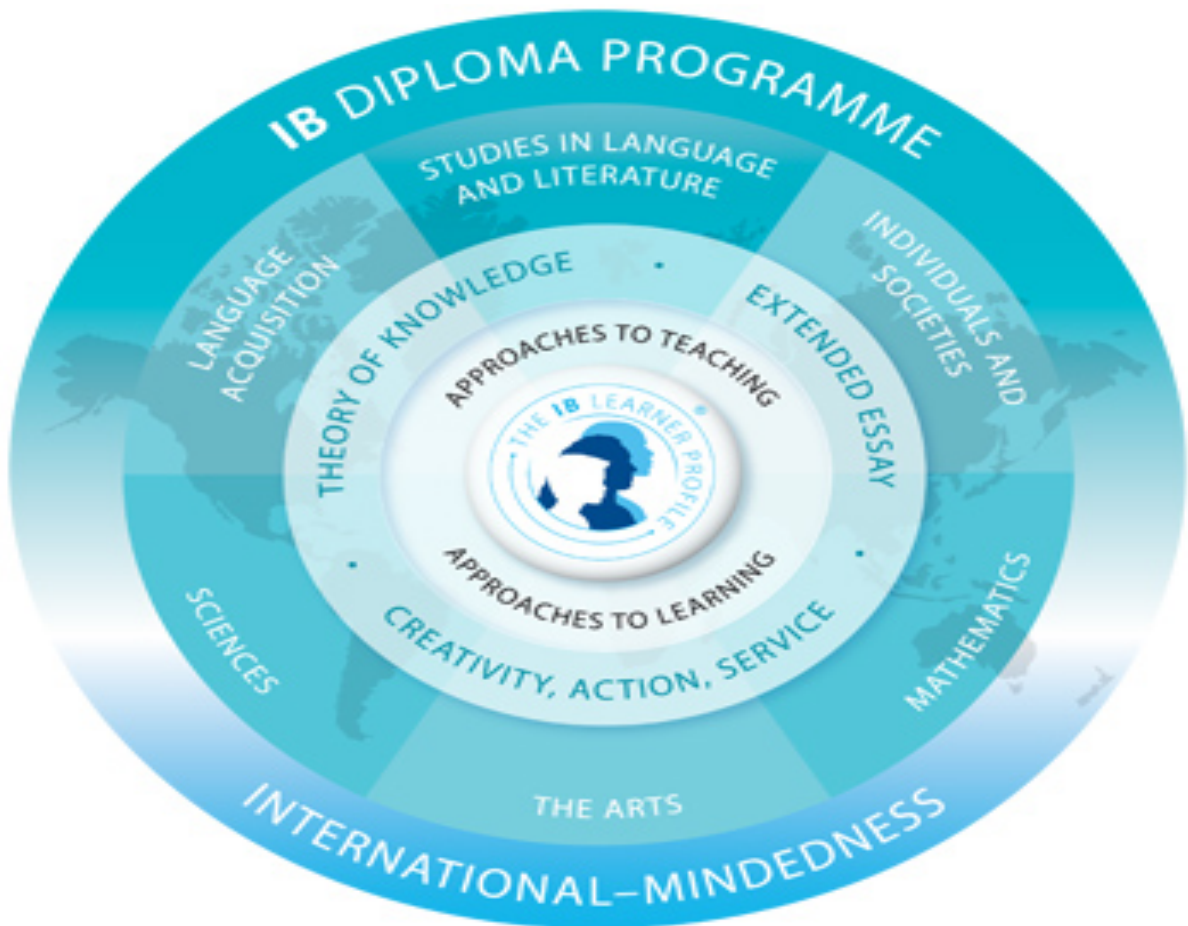 IB DIPLOMA PROGRAMME
STUDIES IN LANGUAGE
AND LITERATURE
LANGUAGE
ACQUISITION
INDIVIDUALS AND
SOCIETIES
THEORY OF KNOWLEDGE
EXTENDED ESSAY
APPROACHES TO TEACHING
THE IB LEARNER PROFILE
®
APPROACHES TO LEARNING
CREATIVITY, ACTION, SERVICE
SCIENCES
MATHEMATICS
THE ARTS
INTERNATIONAL–MINDEDNESS